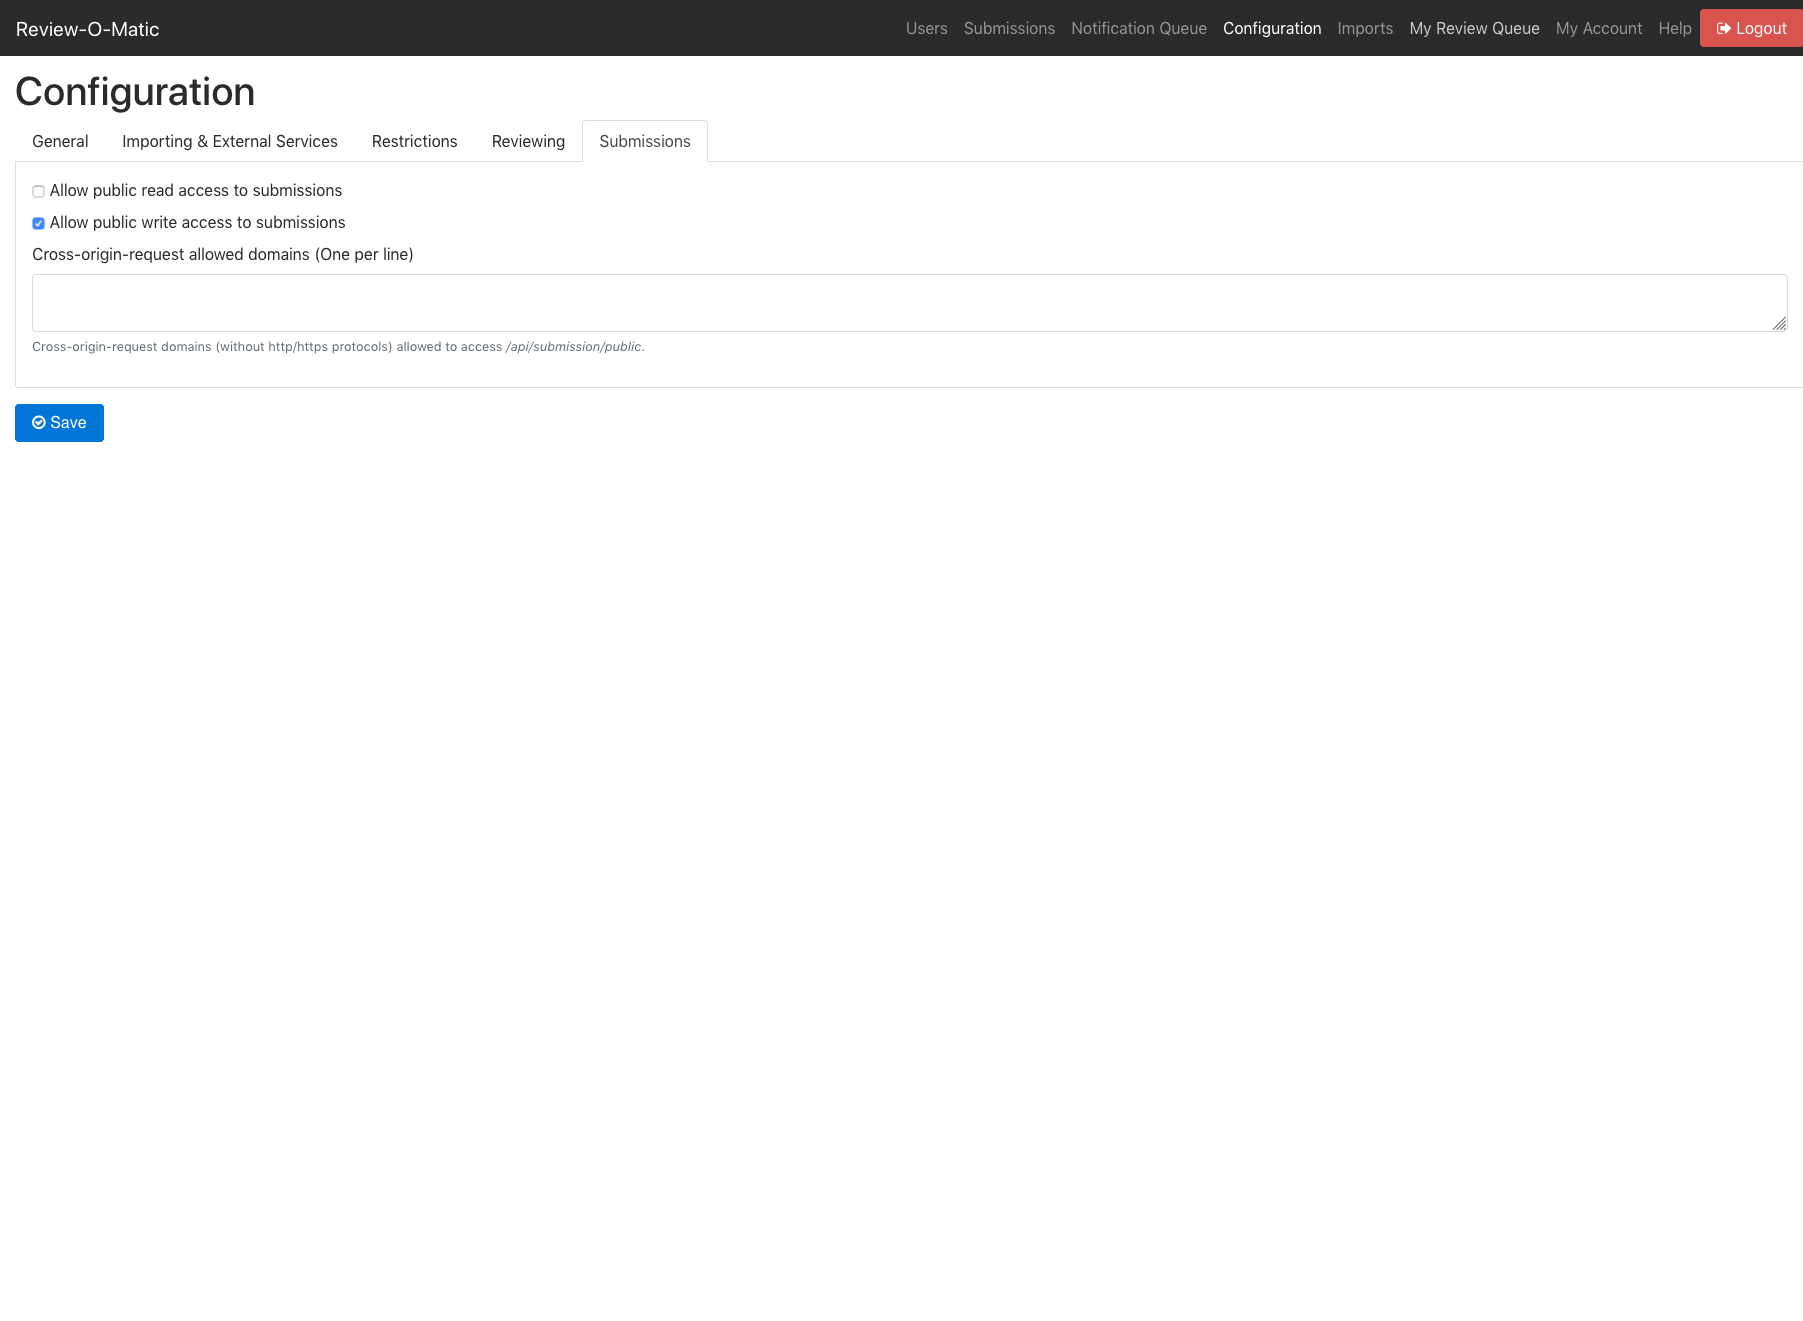 Review-O-Matic Users Submissions Notification Queue Configuration Imports My Review Queue My Account Help Logout
Configuration
General Importing & External Services Restrictions Reviewing Submissions
Allow public read access to submissions
Allow public write access to submissions
Cross-origin-request allowed domains (One per line)
Cross-origin-request domains (without http/https protocols) allowed to access /api/submission/public.
Save